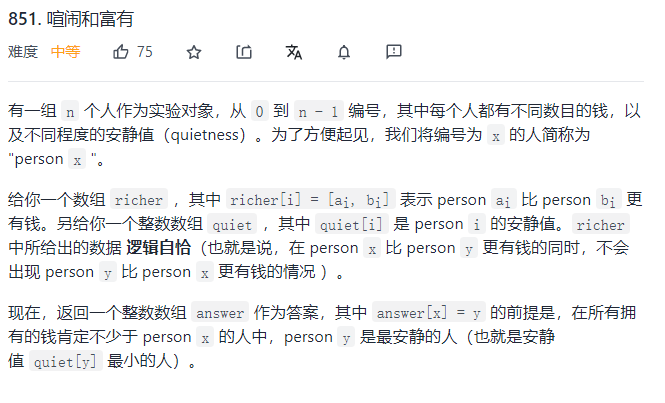 851. 喧闹和富有
难度 中等 75
有一组 n 个人作为实验对象，从 0 到 n - 1 编号，其中每个人都有不同数目的钱，以
及不同程度的安静值（quietness）。为了方便起见，我们将编号为 x 的人简称为
"person x "。
给你一个数组 richer ，其中 richer[i] = [ai, bi] 表示 person ai 比 person bi 更
有钱。另给你一个整数数组 quiet ，其中 quiet[i] 是 person i 的安静值。richer
中所给出的数据 逻辑自恰（也就是说，在 person x 比 person y 更有钱的同时，不会
出现 person y 比 person x 更有钱的情况 ）。
现在，返回一个整数数组 answer 作为答案，其中 answer[x] = y 的前提是，在所有拥
有的钱肯定不少于 person x 的人中，person y 是最安静的人（也就是安静
值 quiet[y] 最小的人）。